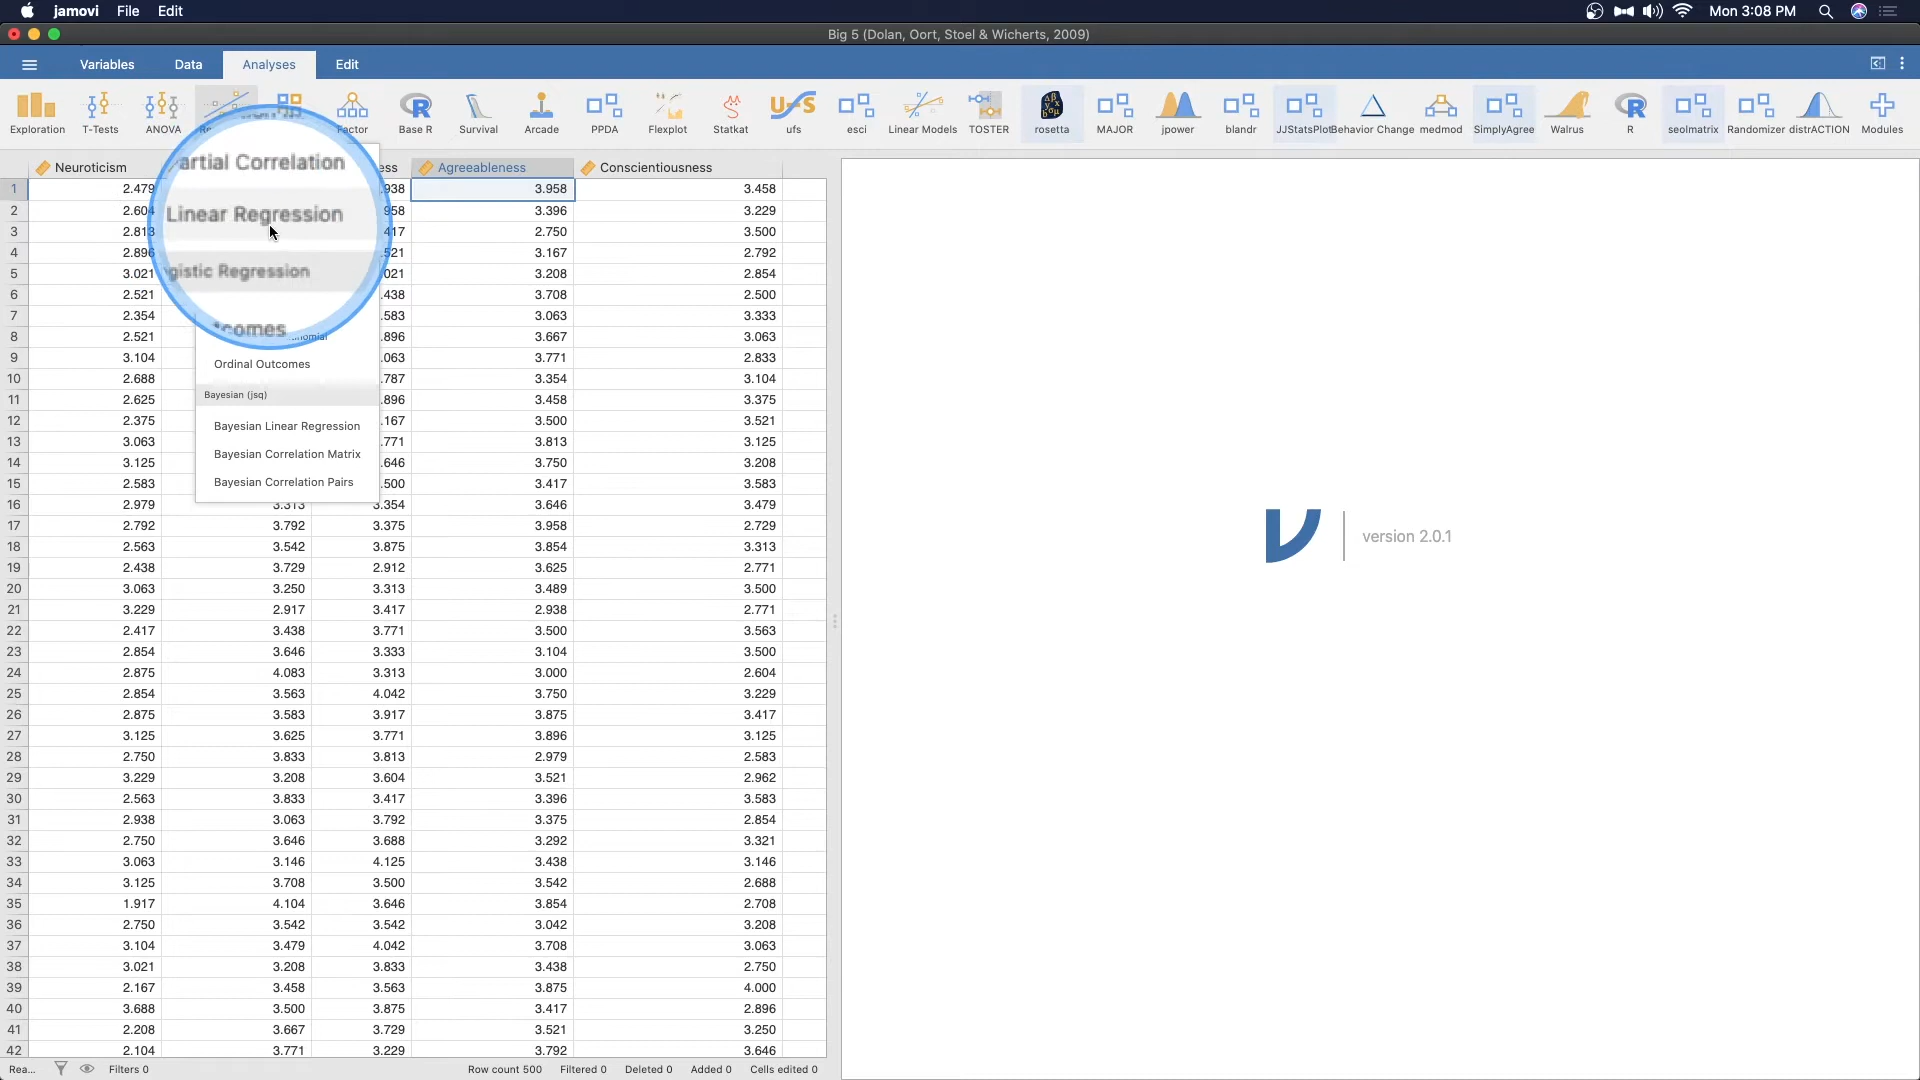 jamovi File Edit Mon 3:08 PM
Big 5 (Dolan, Oort, Stoel & Wicherts, 2009)
Variables Data Analyses Edit
Exploration T-Tests ANOVA Factor Base R Survival Arcade PPDA Flexplot Statkat ufs esci Linear Models TOSTER rosetta MAJOR jpower blandr JJStatsPlot Behavior Change medmod SimplyAgree Walrus R seolmatrix Randomizer distrACTION Modules
Neuroticism ess Agreeableness Conscientiousness
artial Correlation
Linear Regression
gistic Regression
comes
nomial
Ordinal Outcomes
Bayesian (jsq)
Bayesian Linear Regression
Bayesian Correlation Matrix
Bayesian Correlation Pairs
1 2.479 .938 3.958 3.458
2 2.604 958 3.396 3.229
3 2.813 417 2.750 3.500
4 2.896 .521 3.167 2.792
5 3.021 .021 3.208 2.854
6 2.521 .438 3.708 2.500
7 2.354 .583 3.063 3.333
8 2.521 .896 3.667 3.063
9 3.104 .063 3.771 2.833
10 2.688 .787 3.354 3.104
11 2.625 .896 3.458 3.375
12 2.375 .167 3.500 3.521
13 3.063 .771 3.813 3.125
14 3.125 .646 3.750 3.208
15 2.583 .500 3.417 3.583
16 2.979 3.313 3.354 3.646 3.479
17 2.792 3.792 3.375 3.958 2.729
18 2.563 3.542 3.875 3.854 3.313
19 2.438 3.729 2.912 3.625 2.771
20 3.063 3.250 3.313 3.489 3.500
21 3.229 2.917 3.417 2.938 2.771
22 2.417 3.438 3.771 3.500 3.563
23 2.854 3.646 3.333 3.104 3.500
24 2.875 4.083 3.313 3.000 2.604
25 2.854 3.563 4.042 3.750 3.229
26 2.875 3.583 3.917 3.875 3.417
27 3.125 3.625 3.771 3.896 3.125
28 2.750 3.833 3.813 2.979 2.583
29 3.229 3.208 3.604 3.521 2.962
30 2.563 3.833 3.417 3.396 3.583
31 2.938 3.063 3.792 3.375 2.854
32 2.750 3.646 3.688 3.292 3.321
33 3.063 3.146 4.125 3.438 3.146
34 3.125 3.708 3.500 3.542 2.688
35 1.917 4.104 3.646 3.854 2.708
36 2.750 3.542 3.542 3.042 3.208
37 3.104 3.479 4.042 3.708 3.063
38 3.021 3.208 3.833 3.438 2.750
39 2.167 3.458 3.563 3.875 4.000
40 3.688 3.500 3.875 3.417 2.896
41 2.208 3.667 3.729 3.521 3.250
42 2.104 3.771 3.229 3.792 3.646
version 2.0.1
Rea... Filters 0 Row count 500 Filtered 0 Deleted 0 Added 0 Cells edited 0